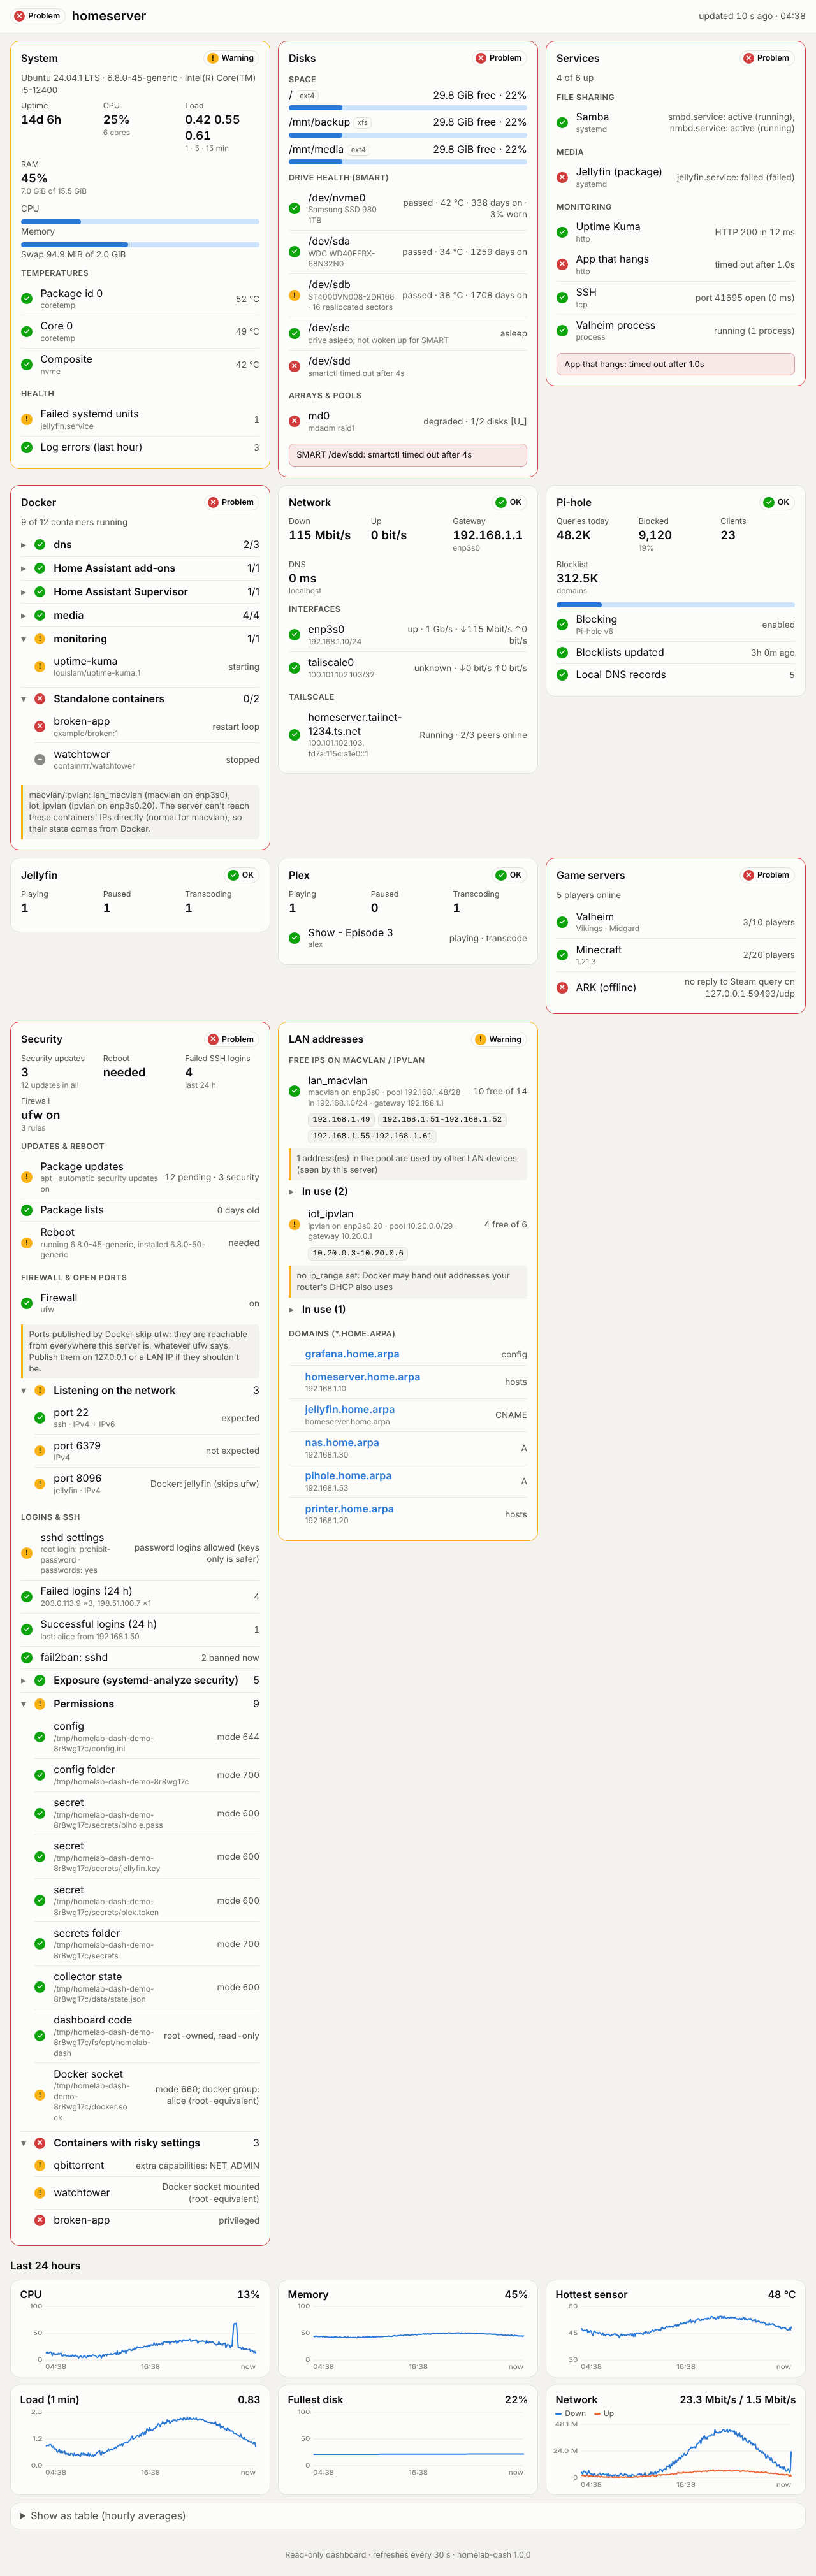 Problem homeserver updated 10 s ago · 04:38
System Warning
Ubuntu 24.04.1 LTS · 6.8.0-45-generic · Intel(R) Core(TM)
i5-12400
Uptime CPU Load
14d 6h 25% 0.42 0.55
0.61
6 cores
1 · 5 · 15 min
RAM
45%
7.0 GiB of 15.5 GiB
CPU
Memory
Swap 94.9 MiB of 2.0 GiB
TEMPERATURES
Package id 0 52 °C
coretemp
Core 0 49 °C
coretemp
Composite 42 °C
nvme
HEALTH
Failed systemd units 1
jellyfin.service
Log errors (last hour) 3
Disks Problem
SPACE
/ ext4 29.8 GiB free · 22%
/mnt/backup xfs 29.8 GiB free · 22%
/mnt/media ext4 29.8 GiB free · 22%
DRIVE HEALTH (SMART)
/dev/nvme0 passed · 42 °C · 338 days on ·
Samsung SSD 980 3% worn
1TB
/dev/sda passed · 34 °C · 1259 days on
WDC WD40EFRX-
68N32N0
/dev/sdb passed · 38 °C · 1708 days on
ST4000VN008-2DR166
· 16 reallocated sectors
/dev/sdc asleep
drive asleep; not woken up for SMART
/dev/sdd
smartctl timed out after 4s
ARRAYS & POOLS
md0 degraded · 1/2 disks [U_]
mdadm raid1
SMART /dev/sdd: smartctl timed out after 4s
Services Problem
4 of 6 up
FILE SHARING
Samba smbd.service: active (running),
systemd nmbd.service: active (running)
MEDIA
Jellyfin (package) jellyfin.service: failed (failed)
systemd
MONITORING
Uptime Kuma HTTP 200 in 12 ms
http
App that hangs timed out after 1.0s
http
SSH port 41695 open (0 ms)
tcp
Valheim process running (1 process)
process
App that hangs: timed out after 1.0s
Docker Problem
9 of 12 containers running
dns 2/3
Home Assistant add-ons 1/1
Home Assistant Supervisor 1/1
media 4/4
monitoring 1/1
uptime-kuma starting
louislam/uptime-kuma:1
Standalone containers 0/2
broken-app restart loop
example/broken:1
watchtower stopped
containrrr/watchtower
macvlan/ipvlan: lan_macvlan (macvlan on enp3s0),
iot_ipvlan (ipvlan on enp3s0.20). The server can't reach
these containers' IPs directly (normal for macvlan), so
their state comes from Docker.
Network OK
Down Up Gateway
115 Mbit/s 0 bit/s 192.168.1.1
enp3s0
DNS
0 ms
localhost
INTERFACES
enp3s0 up · 1 Gb/s · ↓115 Mbit/s ↑0
192.168.1.10/24 bit/s
tailscale0 unknown · ↓0 bit/s ↑0 bit/s
100.101.102.103/32
TAILSCALE
homeserver.tailnet-
1234.ts.net Running · 2/3 peers online
100.101.102.103,
fd7a:115c:a1e0::1
Pi-hole OK
Queries today Blocked Clients
48.2K 9,120 23
19%
Blocklist
312.5K
domains
Blocking enabled
Pi-hole v6
Blocklists updated 3h 0m ago
Local DNS records 5
Jellyfin OK
Playing Paused Transcoding
1 1 1
Plex OK
Playing Paused Transcoding
1 0 1
Show - Episode 3 playing · transcode
alex
Game servers Problem
5 players online
Valheim 3/10 players
Vikings · Midgard
Minecraft 2/20 players
1.21.3
ARK (offline) no reply to Steam query on
127.0.0.1:59493/udp
Security Problem
Security updates Reboot Failed SSH logins
3 needed 4
12 updates in all last 24 h
Firewall
ufw on
3 rules
UPDATES & REBOOT
Package updates 12 pending · 3 security
apt · automatic security updates
on
Package lists 0 days old
Reboot needed
running 6.8.0-45-generic, installed 6.8.0-50-
generic
FIREWALL & OPEN PORTS
Firewall on
ufw
Ports published by Docker skip ufw: they are reachable
from everywhere this server is, whatever ufw says.
Publish them on 127.0.0.1 or a LAN IP if they shouldn't
be.
Listening on the network 3
port 22 expected
ssh · IPv4 + IPv6
port 6379 not expected
IPv4
port 8096 Docker: jellyfin (skips ufw)
jellyfin · IPv4
LOGINS & SSH
sshd settings password logins allowed (keys
root login: prohibit- only is safer)
password ·
passwords: yes
Failed logins (24 h) 4
203.0.113.9 ×3, 198.51.100.7 ×1
Successful logins (24 h) 1
last: alice from 192.168.1.50
fail2ban: sshd 2 banned now
Exposure (systemd-analyze security) 5
Permissions 9
config mode 644
/tmp/homelab-dash-demo-
8r8wg17c/config.ini
config folder mode 700
/tmp/homelab-dash-demo-8r8wg17c
secret mode 600
/tmp/homelab-dash-demo-
8r8wg17c/secrets/pihole.pass
secret mode 600
/tmp/homelab-dash-demo-
8r8wg17c/secrets/jellyfin.key
secret mode 600
/tmp/homelab-dash-demo-
8r8wg17c/secrets/plex.token
secrets folder mode 700
/tmp/homelab-dash-demo-
8r8wg17c/secrets
collector state mode 600
/tmp/homelab-dash-demo-
8r8wg17c/data/state.json
dashboard code root-owned, read-only
/tmp/homelab-dash-demo-
8r8wg17c/fs/opt/homelab-
dash
Docker socket mode 660; docker group:
/tmp/homelab-dash- alice (root-equivalent)
demo-
8r8wg17c/docker.so
ck
Containers with risky settings 3
qbittorrent extra capabilities: NET_ADMIN
watchtower Docker socket mounted
(root-equivalent)
broken-app privileged
LAN addresses Warning
FREE IPS ON MACVLAN / IPVLAN
lan_macvlan 10 free of 14
macvlan on enp3s0 · pool 192.168.1.48/28
in 192.168.1.0/24 · gateway 192.168.1.1
192.168.1.49 192.168.1.51-192.168.1.52
192.168.1.55-192.168.1.61
1 address(es) in the pool are used by other LAN devices
(seen by this server)
In use (2)
iot_ipvlan 4 free of 6
ipvlan on enp3s0.20 · pool 10.20.0.0/29 ·
gateway 10.20.0.1
10.20.0.3-10.20.0.6
no ip_range set: Docker may hand out addresses your
router's DHCP also uses
In use (1)
DOMAINS (*.HOME.ARPA)
grafana.home.arpa config
homeserver.home.arpa hosts
192.168.1.10
jellyfin.home.arpa CNAME
homeserver.home.arpa
nas.home.arpa A
192.168.1.30
pihole.home.arpa A
192.168.1.53
printer.home.arpa hosts
192.168.1.20
Last 24 hours
CPU 13%
100
50
0
04:38 16:38 now
Memory 45%
100
50
0
04:38 16:38 now
Hottest sensor 48 °C
60
45
30
04:38 16:38 now
Load (1 min) 0.83
2.3
1.2
0.0
04:38 16:38 now
Fullest disk 22%
100
50
0
04:38 16:38 now
Network 23.3 Mbit/s / 1.5 Mbit/s
Down Up
48.1 M
24.0 M
0
04:38 16:38 now
Show as table (hourly averages)
Read-only dashboard · refreshes every 30 s · homelab-dash 1.0.0